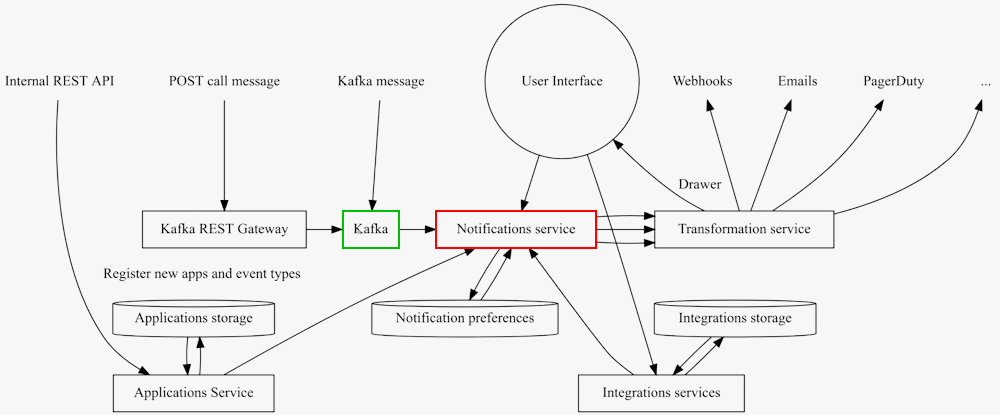 Internal REST API
POST call message
Kafka message
User Interface
Webhooks
Emails
PagerDuty
...
Drawer
Kafka REST Gateway
Kafka
Notifications service
Transformation service
Register new apps and event types
Applications storage
Notification preferences
Integrations storage
Applications Service
Integrations services